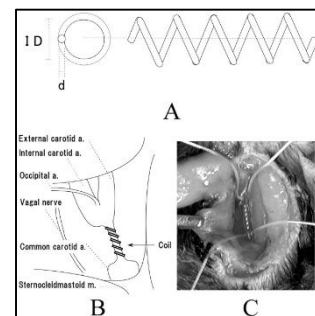 I D
d
A
External carotid a.
Internal carotid a.
Occipital a.
Vagal nerve
Coil
Common carotid a.
Sternocleidmastoid m.
B
C